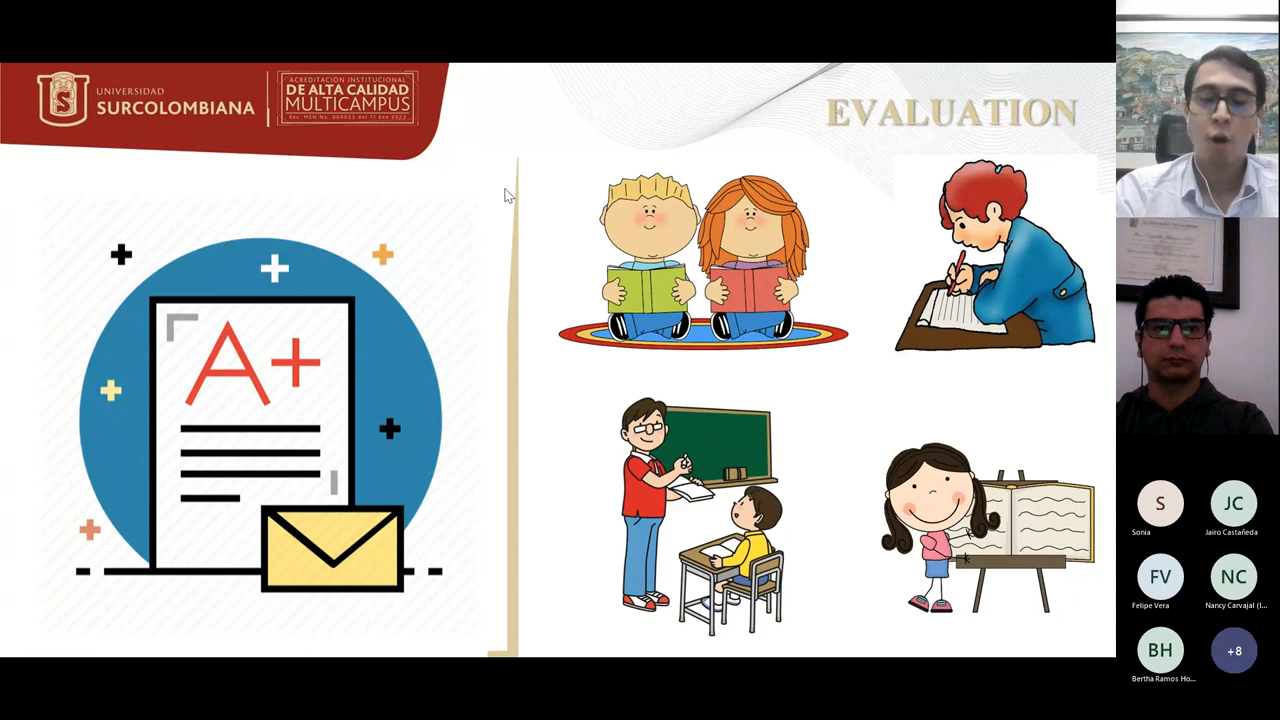 UNIVERSIDAD
SURCOLOMBIANA
ACREDITACIÓN INSTITUCIONAL
DE ALTA CALIDAD
MULTICAMPUS
EVALUATION
A+
S
JC
Sonia
Jairo Castañeda
FV
NC
Felipe Vera
Nancy Carvajal (I...
BH
+8
Bertha Ramos Ho...